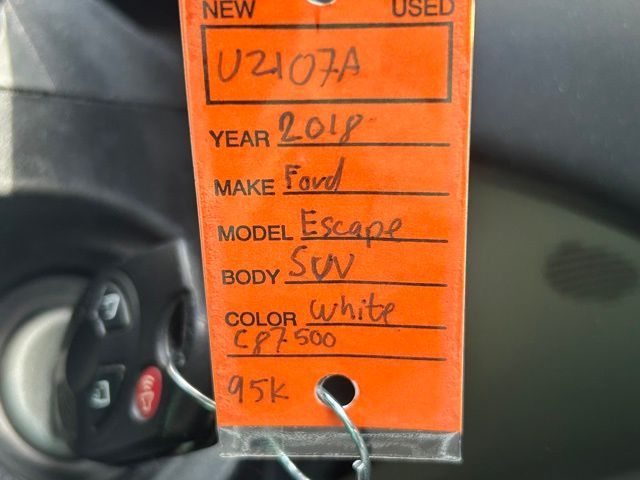 NEW USED
U2107A
YEAR 2018
MAKE Ford
MODEL Escape
BODY SUV
COLOR white
C87500
95K